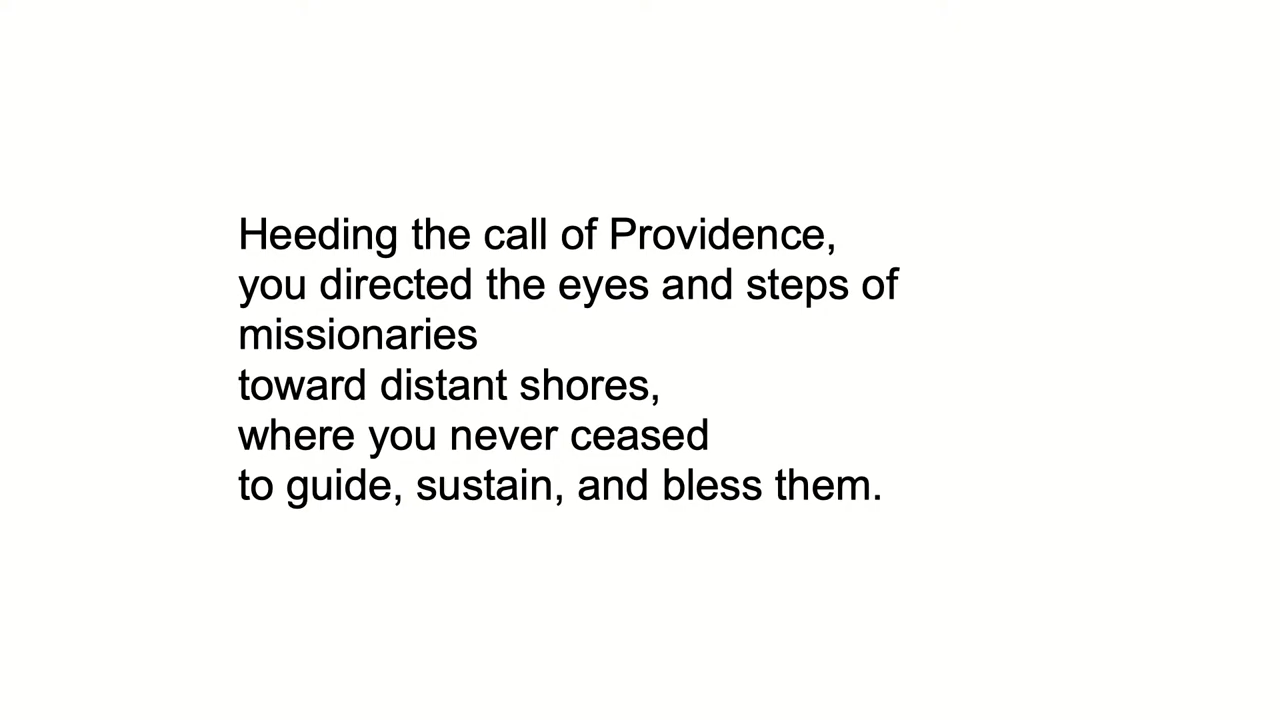 Heeding the call of Providence,
you directed the eyes and steps of
missionaries
toward distant shores,
where you never ceased
to guide, sustain, and bless them.